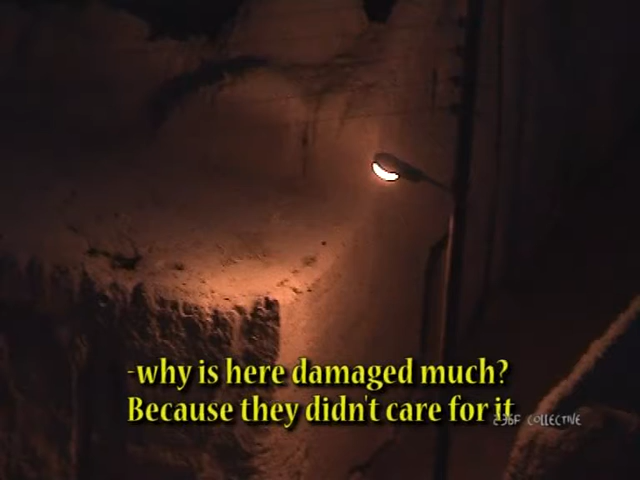 -why is here damaged much?
Because they didn't care for it
COLLECTIVE